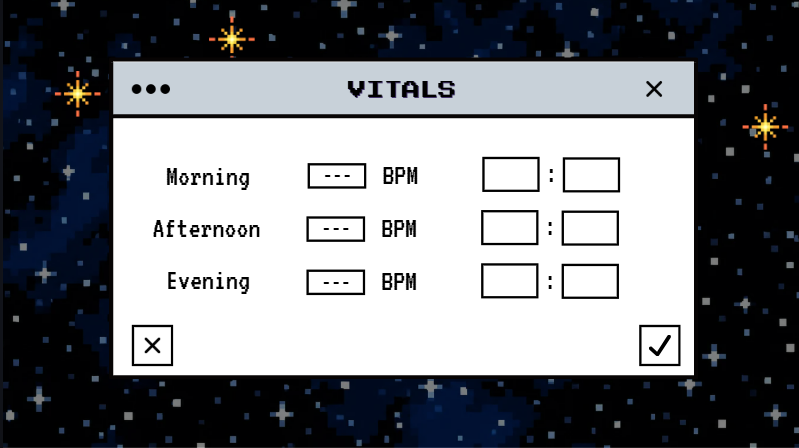 VITALS
Morning --- BPM :
Afternoon --- BPM :
Evening --- BPM :